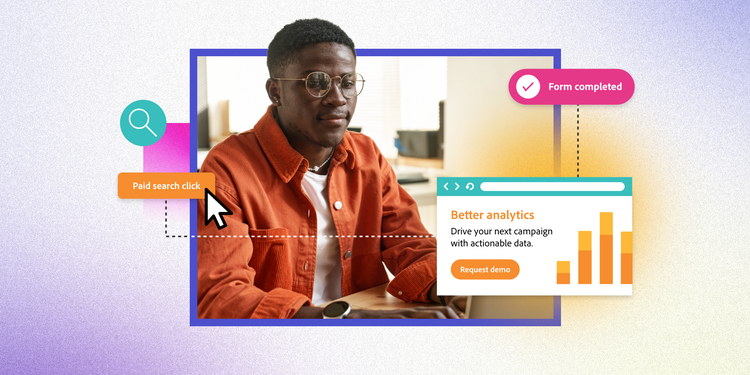 Form completed
Paid search click
Better analytics
Drive your next campaign
with actionable data.
Request demo